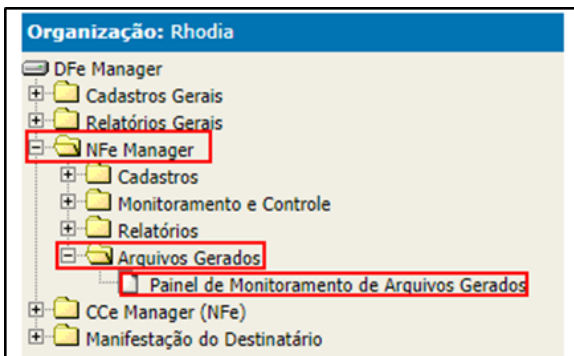 Organização: Rhodia
DFe Manager
Cadastros Gerais
Relatórios Gerais
NFe Manager
Cadastros
Monitoramento e Controle
Relatórios
Arquivos Gerados
Painel de Monitoramento de Arquivos Gerados
CCe Manager (NFe)
Manifestação do Destinatário